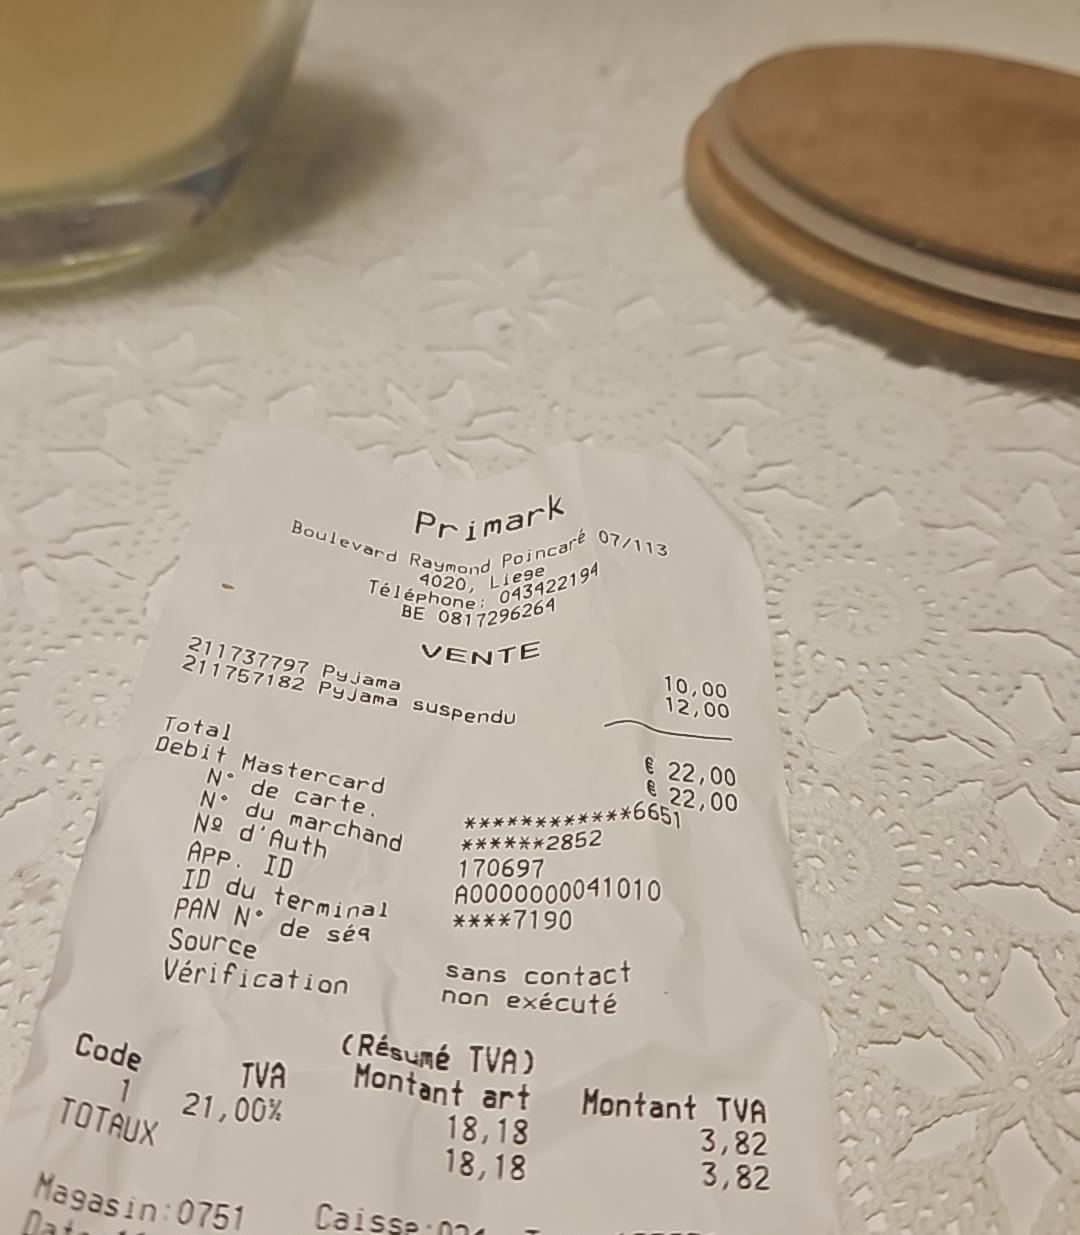 Primark
Boulevard Raymond Poincaré 07/113
4020, Liege
Téléphone: 043422194
BE 0817296264
VENTE
211737797 Pyjama 10,00
211757182 Pyjama suspendu 12,00
Total € 22,00
Debit Mastercard € 22,00
N° de carte. ************6651
N° du marchand ******2852
Nº d'Auth 170697
App. ID A0000000041010
ID du terminal ****7190
PAN N° de séq
Source sans contact
Vérification non exécuté
(Résumé TVA)
Code TVA Montant art Montant TVA
1 21,00% 18,18 3,82
TOTAUX 18,18 3,82
Magasin:0751 Caisse: